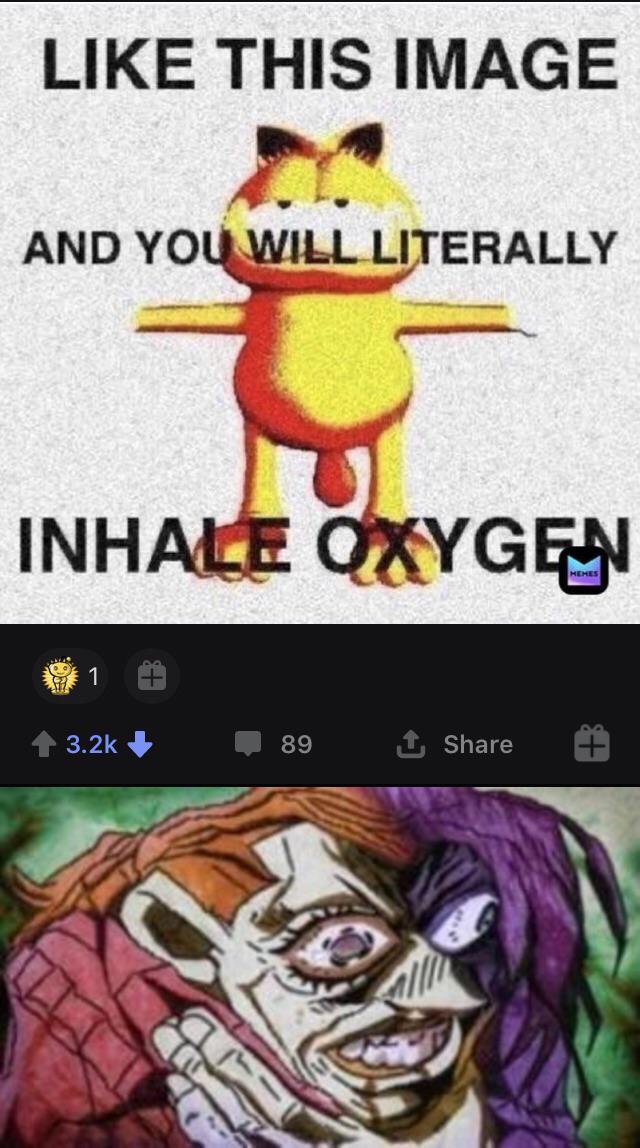 LIKE THIS IMAGE
AND YOU WILL LITERALLY
INHALE OXYGEN
MEMES
1
3.2k 89 Share